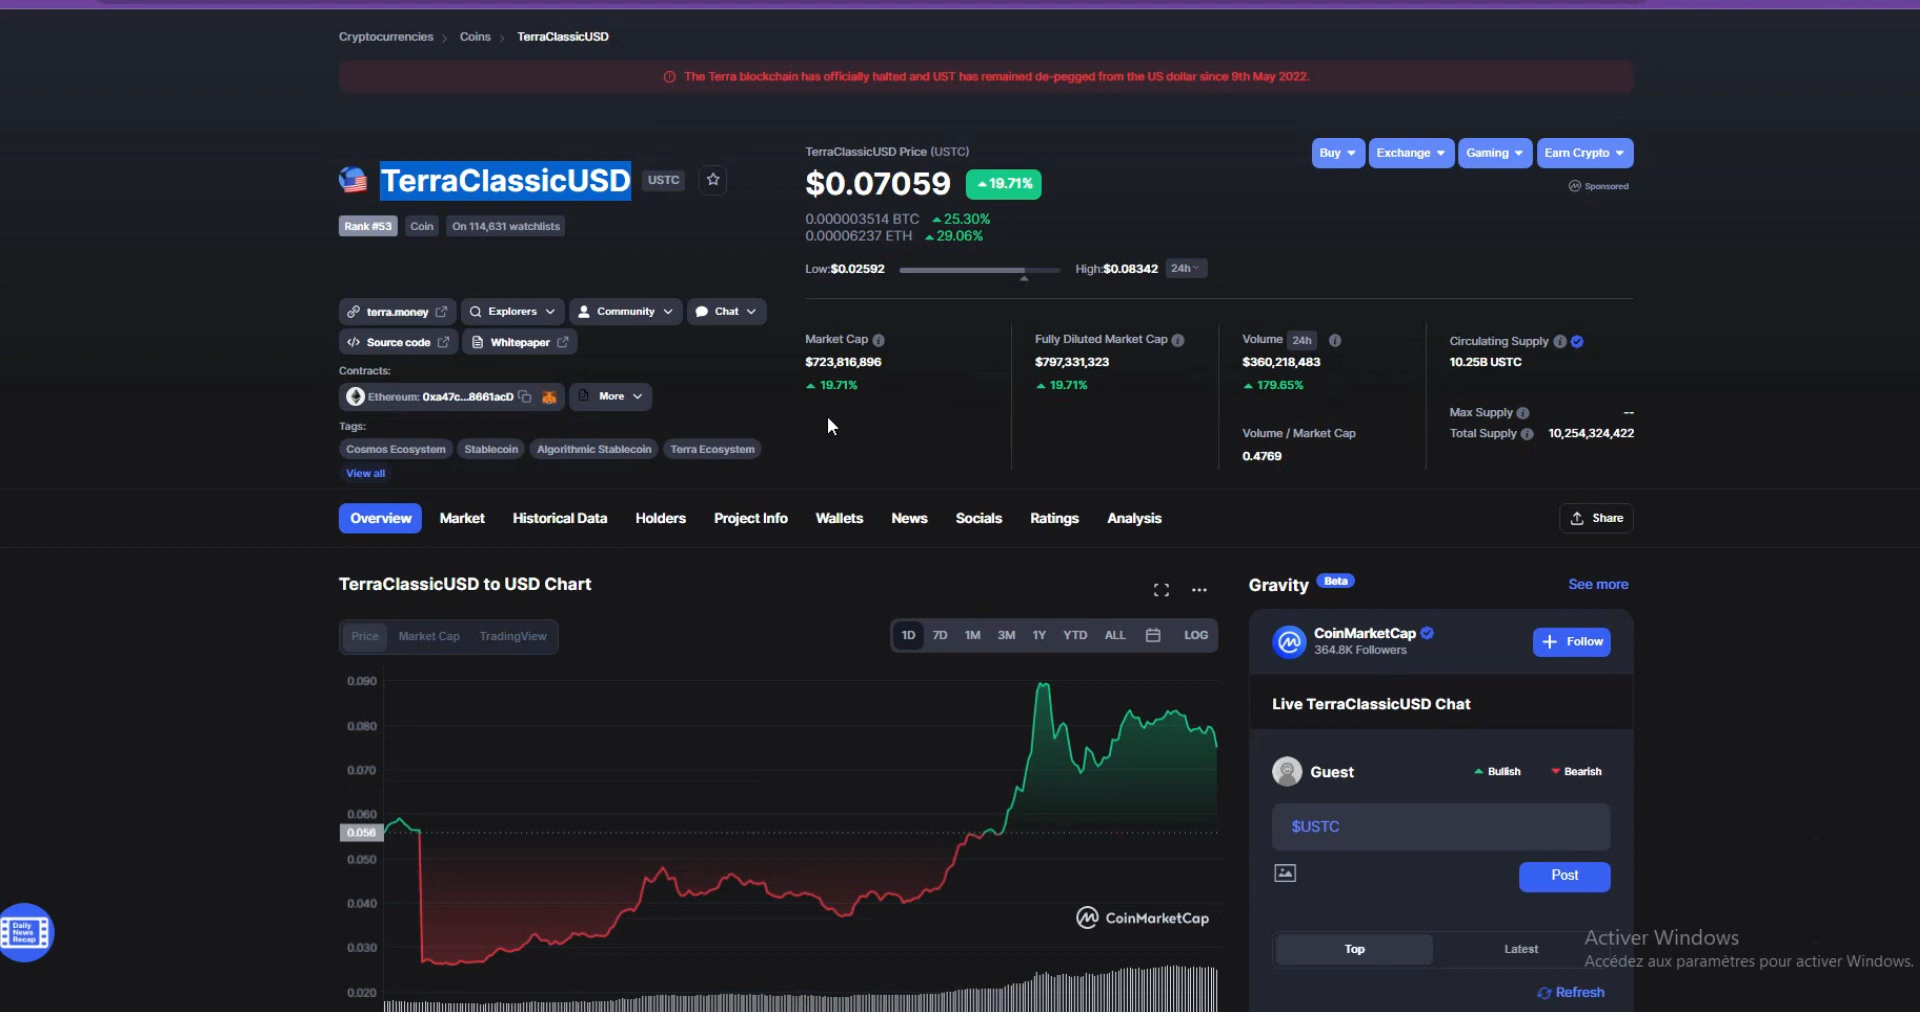 Cryptocurrencies > Coins > TerraClassicUSD
The Terra blockchain has officially halted and UST has remained de-pegged from the US dollar since 9th May 2022.
TerraClassicUSD USTC
Rank #53 Coin On 114,631 watchlists
terra.money Explorers Community Chat
Source code Whitepaper
Contracts:
Ethereum: 0xa47c...8661acD More
Tags:
Cosmos Ecosystem Stablecoin Algorithmic Stablecoin Terra Ecosystem
View all
TerraClassicUSD Price (USTC)
$0.07059 19.71%
0.000003514 BTC 25.30%
0.00006237 ETH 29.06%
Low:$0.02592 High:$0.08342 24h
Buy Exchange Gaming Earn Crypto
Sponsored
Market Cap
$723,816,896
19.71%
Fully Diluted Market Cap
$797,331,323
19.71%
Volume 24h
$360,218,483
179.65%
Volume / Market Cap
0.4769
Circulating Supply
10.25B USTC
Max Supply --
Total Supply 10,254,324,422
Overview Market Historical Data Holders Project Info Wallets News Socials Ratings Analysis
Share
TerraClassicUSD to USD Chart
Price Market Cap TradingView
1D 7D 1M 3M 1Y YTD ALL LOG
0.090
0.080
0.070
0.060
0.056
0.050
0.040
0.030
0.020
CoinMarketCap
Gravity Beta See more
CoinMarketCap
364.8K Followers
+ Follow
Live TerraClassicUSD Chat
Guest Bullish Bearish
$USTC
Post
Top Latest
Refresh
Activer Windows
Accédez aux paramètres pour activer Windows.
Daily
News
Recap